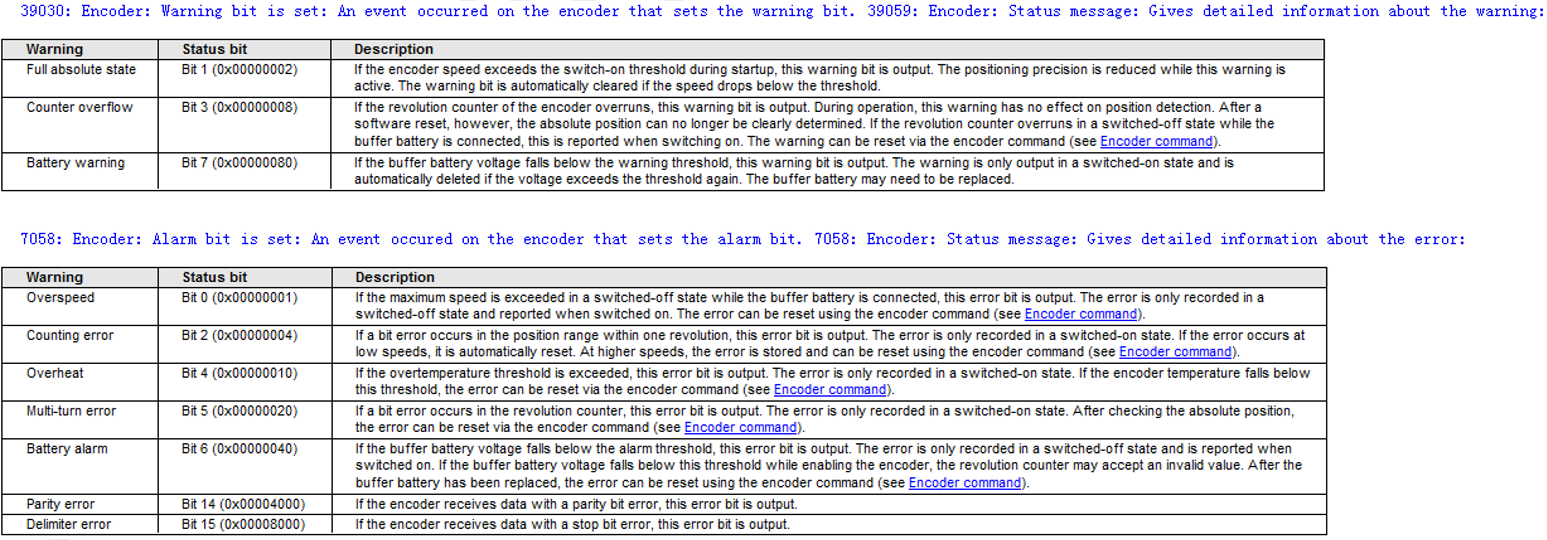 39030: Encoder: Warning bit is set: An event occurred on the encoder that sets the warning bit. 39059: Encoder: Status message: Gives detailed information about the warning:
Warning Status bit Description
Full absolute state Bit 1 (0x00000002) If the encoder speed exceeds the switch-on threshold during startup, this warning bit is output. The positioning precision is reduced while this warning is
active. The warning bit is automatically cleared if the speed drops below the threshold.
Counter overflow Bit 3 (0x00000008) If the revolution counter of the encoder overruns, this warning bit is output. During operation, this warning has no effect on position detection. After a
software reset, however, the absolute position can no longer be clearly determined. If the revolution counter overruns in a switched-off state while the
buffer battery is connected, this is reported when switching on. The warning can be reset via the encoder command (see Encoder command).
Battery warning Bit 7 (0x00000080) If the buffer battery voltage falls below the warning threshold, this warning bit is output. The warning is only output in a switched-on state and is
automatically deleted if the voltage exceeds the threshold again. The buffer battery may need to be replaced.
7058: Encoder: Alarm bit is set: An event occured on the encoder that sets the alarm bit. 7058: Encoder: Status message: Gives detailed information about the error:
Warning Status bit Description
Overspeed Bit 0 (0x00000001) If the maximum speed is exceeded in a switched-off state while the buffer battery is connected, this error bit is output. The error is only recorded in a
switched-off state and reported when switched on. The error can be reset using the encoder command (see Encoder command).
Counting error Bit 2 (0x00000004) If a bit error occurs in the position range within one revolution, this error bit is output. The error is only recorded in a switched-on state. If the error occurs at
low speeds, it is automatically reset. At higher speeds, the error is stored and can be reset using the encoder command (see Encoder command).
Overheat Bit 4 (0x00000010) If the overtemperature threshold is exceeded, this error bit is output. The error is only recorded in a switched-on state. If the encoder temperature falls below
this threshold, the error can be reset via the encoder command (see Encoder command).
Multi-turn error Bit 5 (0x00000020) If a bit error occurs in the revolution counter, this error bit is output. The error is only recorded in a switched-on state. After checking the absolute position,
the error can be reset via the encoder command (see Encoder command).
Battery alarm Bit 6 (0x00000040) If the buffer battery voltage falls below the alarm threshold, this error bit is output. The error is only recorded in a switched-off state and is reported when
switched on. If the buffer battery voltage falls below this threshold while enabling the encoder, the revolution counter may accept an invalid value. After the
buffer battery has been replaced, the error can be reset using the encoder command (see Encoder command).
Parity error Bit 14 (0x00004000) If the encoder receives data with a parity bit error, this error bit is output.
Delimiter error Bit 15 (0x00008000) If the encoder receives data with a stop bit error, this error bit is output.